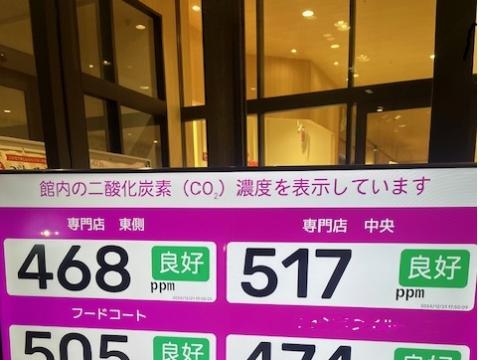 館内の二酸化炭素（CO₂）濃度を表示しています
専門店　東側
468 ppm 良好
専門店　中央
517 ppm 良好
フードコート
505 良好
474 良好